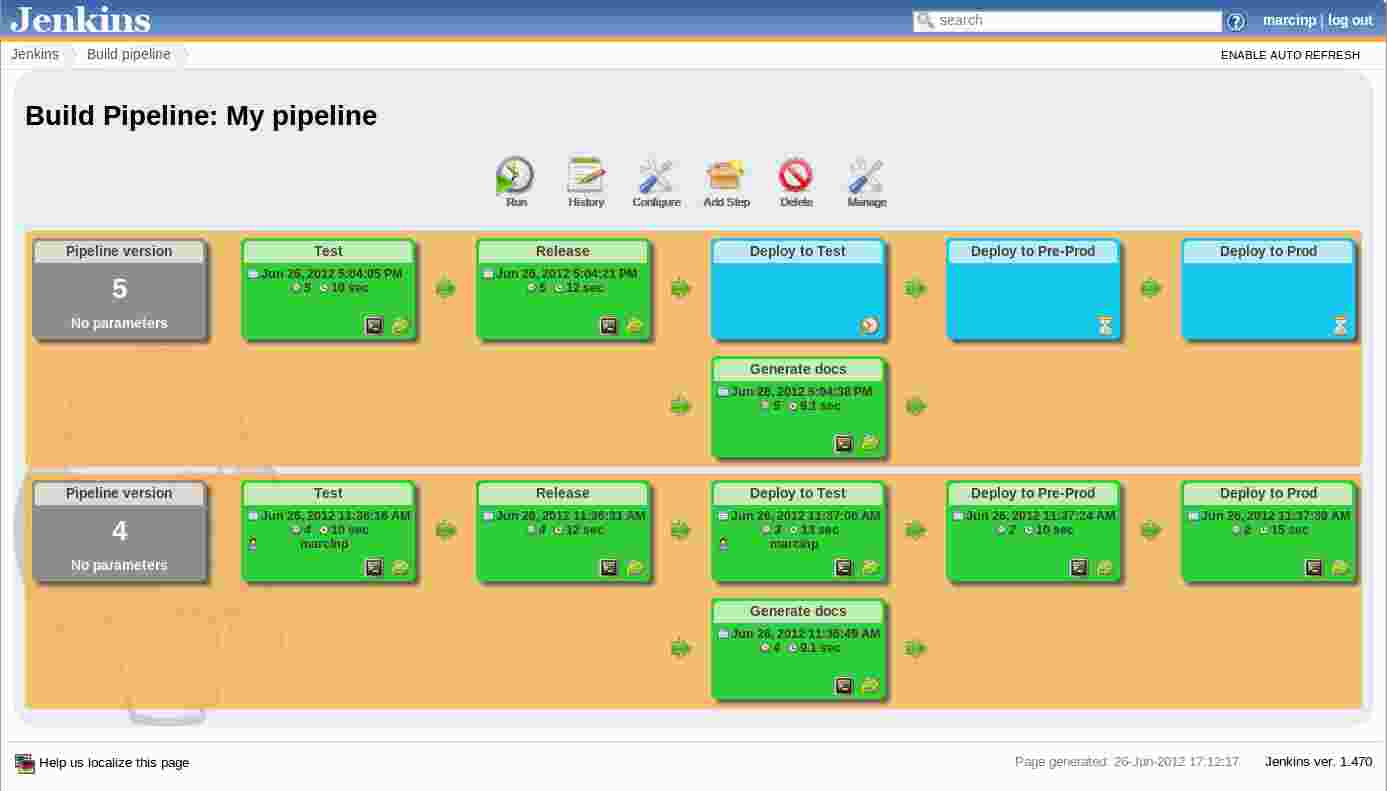 Jenkins
search
marcinp | log out
Jenkins
Build pipeline
ENABLE AUTO REFRESH
Build Pipeline: My pipeline
Run
History
Configure
Add Step
Delete
Manage
Pipeline version
5
No parameters
Test
Jun 26, 2012 5:04:05 PM
5 10 sec
Release
Jun 26, 2012 5:04:21 PM
5 12 sec
Deploy to Test
Deploy to Pre-Prod
Deploy to Prod
Generate docs
Jun 26, 2012 5:04:38 PM
5 9.1 sec
Pipeline version
4
No parameters
Test
Jun 26, 2012 11:36:16 AM
4 10 sec
marcinp
Release
Jun 26, 2012 11:36:31 AM
4 12 sec
Deploy to Test
Jun 26, 2012 11:37:06 AM
3 13 sec
marcinp
Deploy to Pre-Prod
Jun 26, 2012 11:37:24 AM
2 10 sec
Deploy to Prod
Jun 26, 2012 11:37:39 AM
2 15 sec
Generate docs
Jun 26, 2012 11:36:49 AM
4 9.1 sec
Help us localize this page
Page generated: 26-Jun-2012 17:12:17
Jenkins ver. 1.470